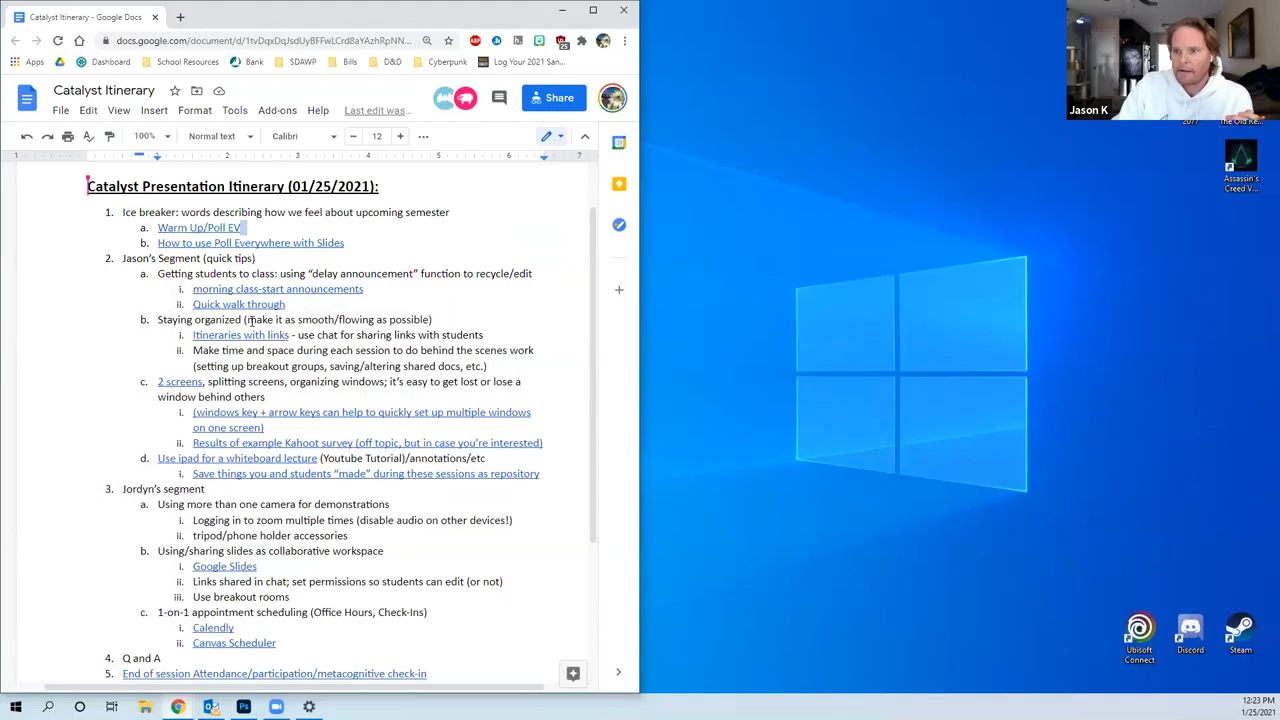 Catalyst Itinerary - Google Docs
docs.google.com/document/d/1tvDqxDqJsdUyBFFwLCrd8aYAzhRpNN...
25
Apps Dashboard School Resources Bank SDAWP Bills D&D Cyberpunk Log Your 2021 San...
Catalyst Itinerary
Share
File Edit View Insert Format Tools Add-ons Help Last edit was...
100% Normal text Calibri 12
1 1 2 3 4 5 6 7
Catalyst Presentation Itinerary (01/25/2021):
1. Ice breaker: words describing how we feel about upcoming semester
a. Warm Up/Poll EV
b. How to use Poll Everywhere with Slides
2. Jason's Segment (quick tips)
a. Getting students to class: using "delay announcement" function to recycle/edit
i. morning class-start announcements
ii. Quick walk through
b. Staying organized (make it as smooth/flowing as possible)
i. Itineraries with links - use chat for sharing links with students
ii. Make time and space during each session to do behind the scenes work
(setting up breakout groups, saving/altering shared docs, etc.)
c. 2 screens, splitting screens, organizing windows; it's easy to get lost or lose a
window behind others
i. (windows key + arrow keys can help to quickly set up multiple windows
on one screen)
ii. Results of example Kahoot survey (off topic, but in case you're interested)
d. Use ipad for a whiteboard lecture (Youtube Tutorial)/annotations/etc
i. Save things you and students "made" during these sessions as repository
3. Jordyn's segment
a. Using more than one camera for demonstrations
i. Logging in to zoom multiple times (disable audio on other devices!)
ii. tripod/phone holder accessories
b. Using/sharing slides as collaborative workspace
i. Google Slides
ii. Links shared in chat; set permissions so students can edit (or not)
iii. Use breakout rooms
c. 1-on-1 appointment scheduling (Office Hours, Check-Ins)
i. Calendly
ii. Canvas Scheduler
4. Q and A
5. End of session Attendance/participation/metacognitive check-in
Jason K
2077
The Old Re...
Assassin's
Creed V...
Ubisoft
Connect
Discord
Steam
12:23 PM
1/25/2021